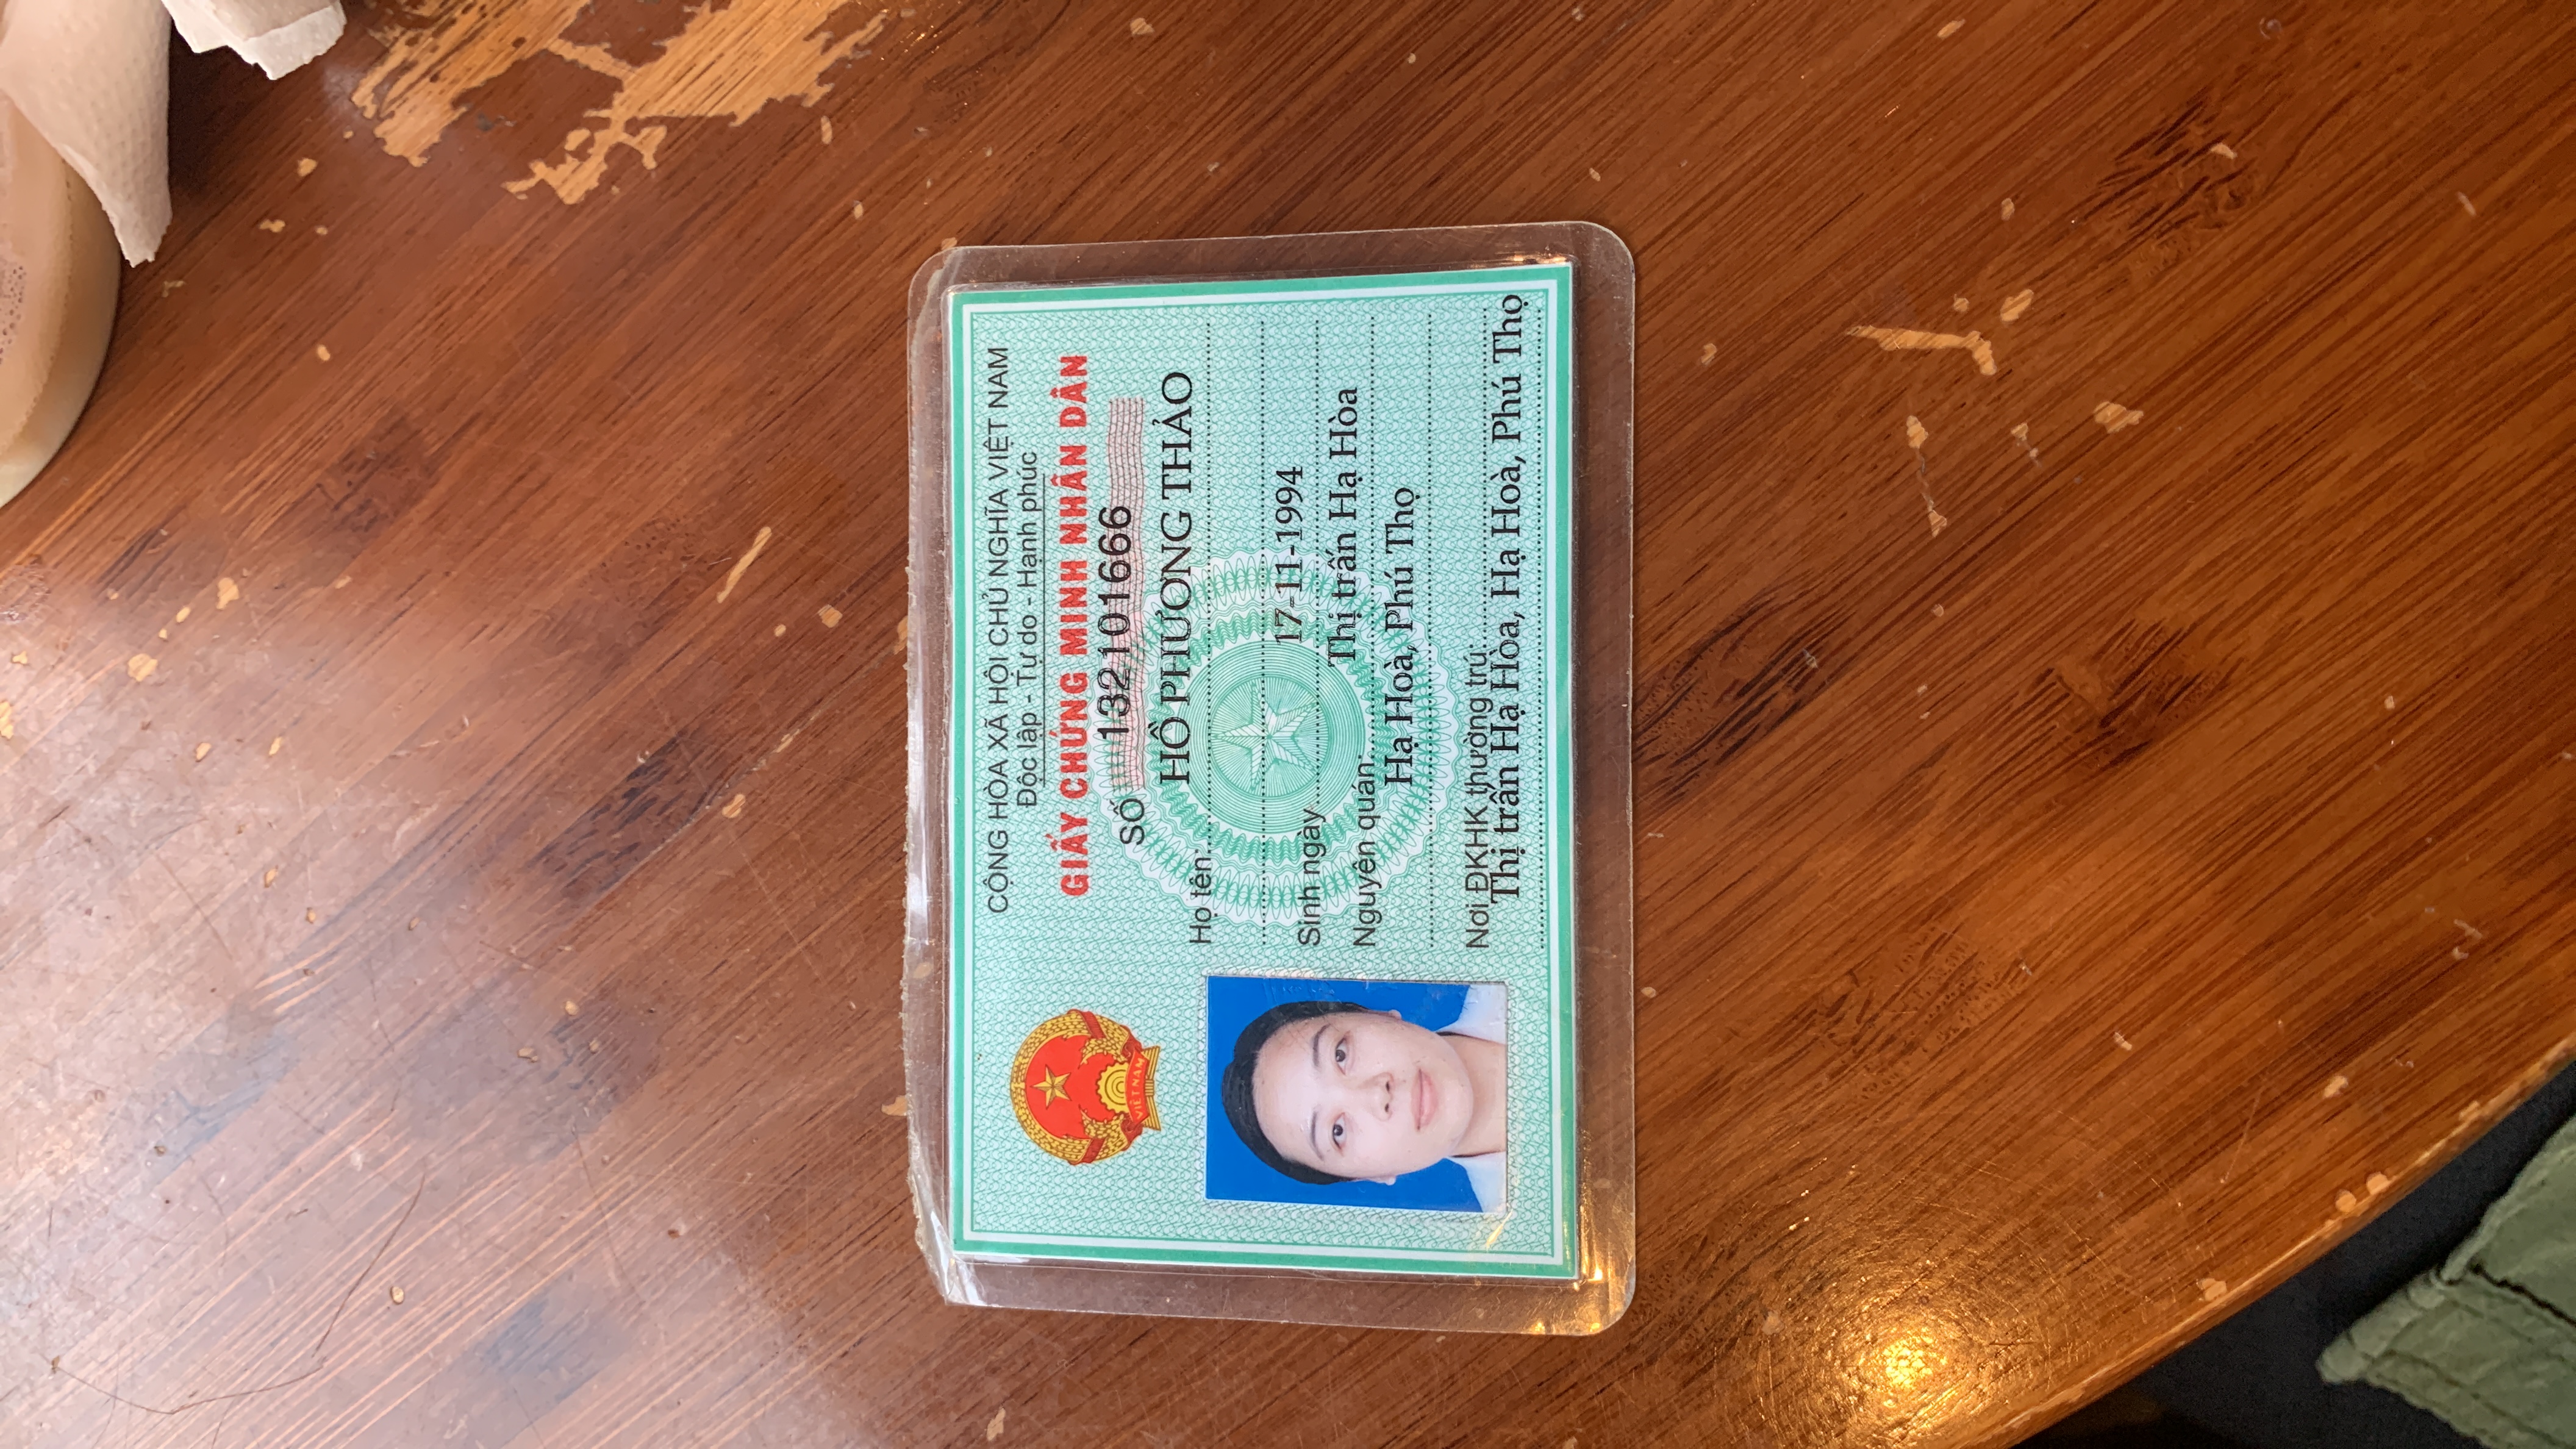 CỘNG HÒA XÃ HỘI CHỦ NGHĨA VIỆT NAM
Độc lập - Tự do - Hạnh phúc
GIẤY CHỨNG MINH NHÂN DÂN
SỐ 132101666
Họ tên: HỒ PHƯƠNG THẢO
Sinh ngày 17-11-1994
Nguyên quán: Thị trấn Hạ Hòa
Hạ Hoà, Phú Thọ
Nơi ĐKHK thường trú:
Thị trấn Hạ Hòa, Hạ Hoà, Phú Thọ
VIỆT NAM